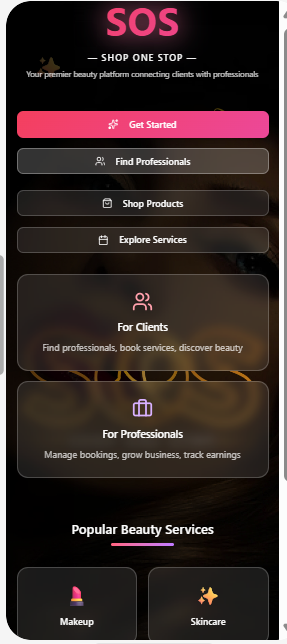 SOS
— SHOP ONE STOP —
Your premier beauty platform connecting clients with professionals
Get Started
Find Professionals
Shop Products
Explore Services
For Clients
Find professionals, book services, discover beauty
For Professionals
Manage bookings, grow business, track earnings
Popular Beauty Services
Makeup
Skincare